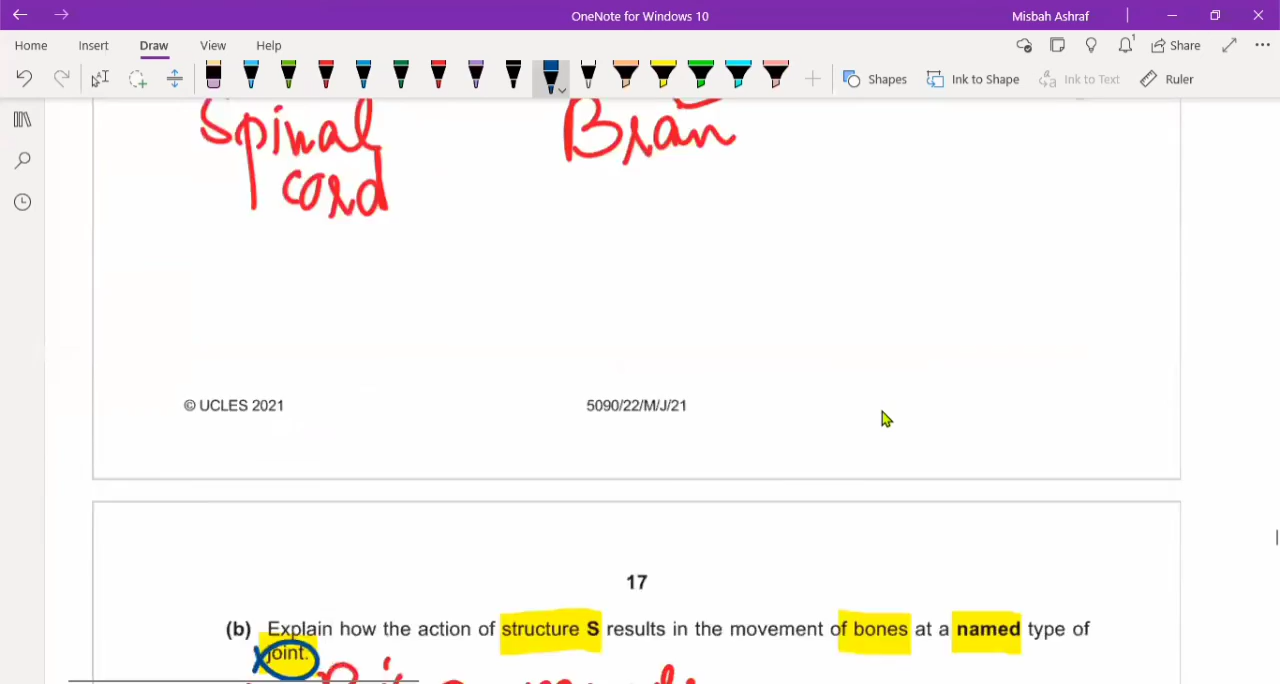 OneNote for Windows 10
Misbah Ashraf
Home Insert Draw View Help
1 Share
Shapes Ink to Shape Ink to Text Ruler
Spinal Bran
cord
© UCLES 2021 5090/22/M/J/21
17
(b) Explain how the action of structure S results in the movement of bones at a named type of
joint.